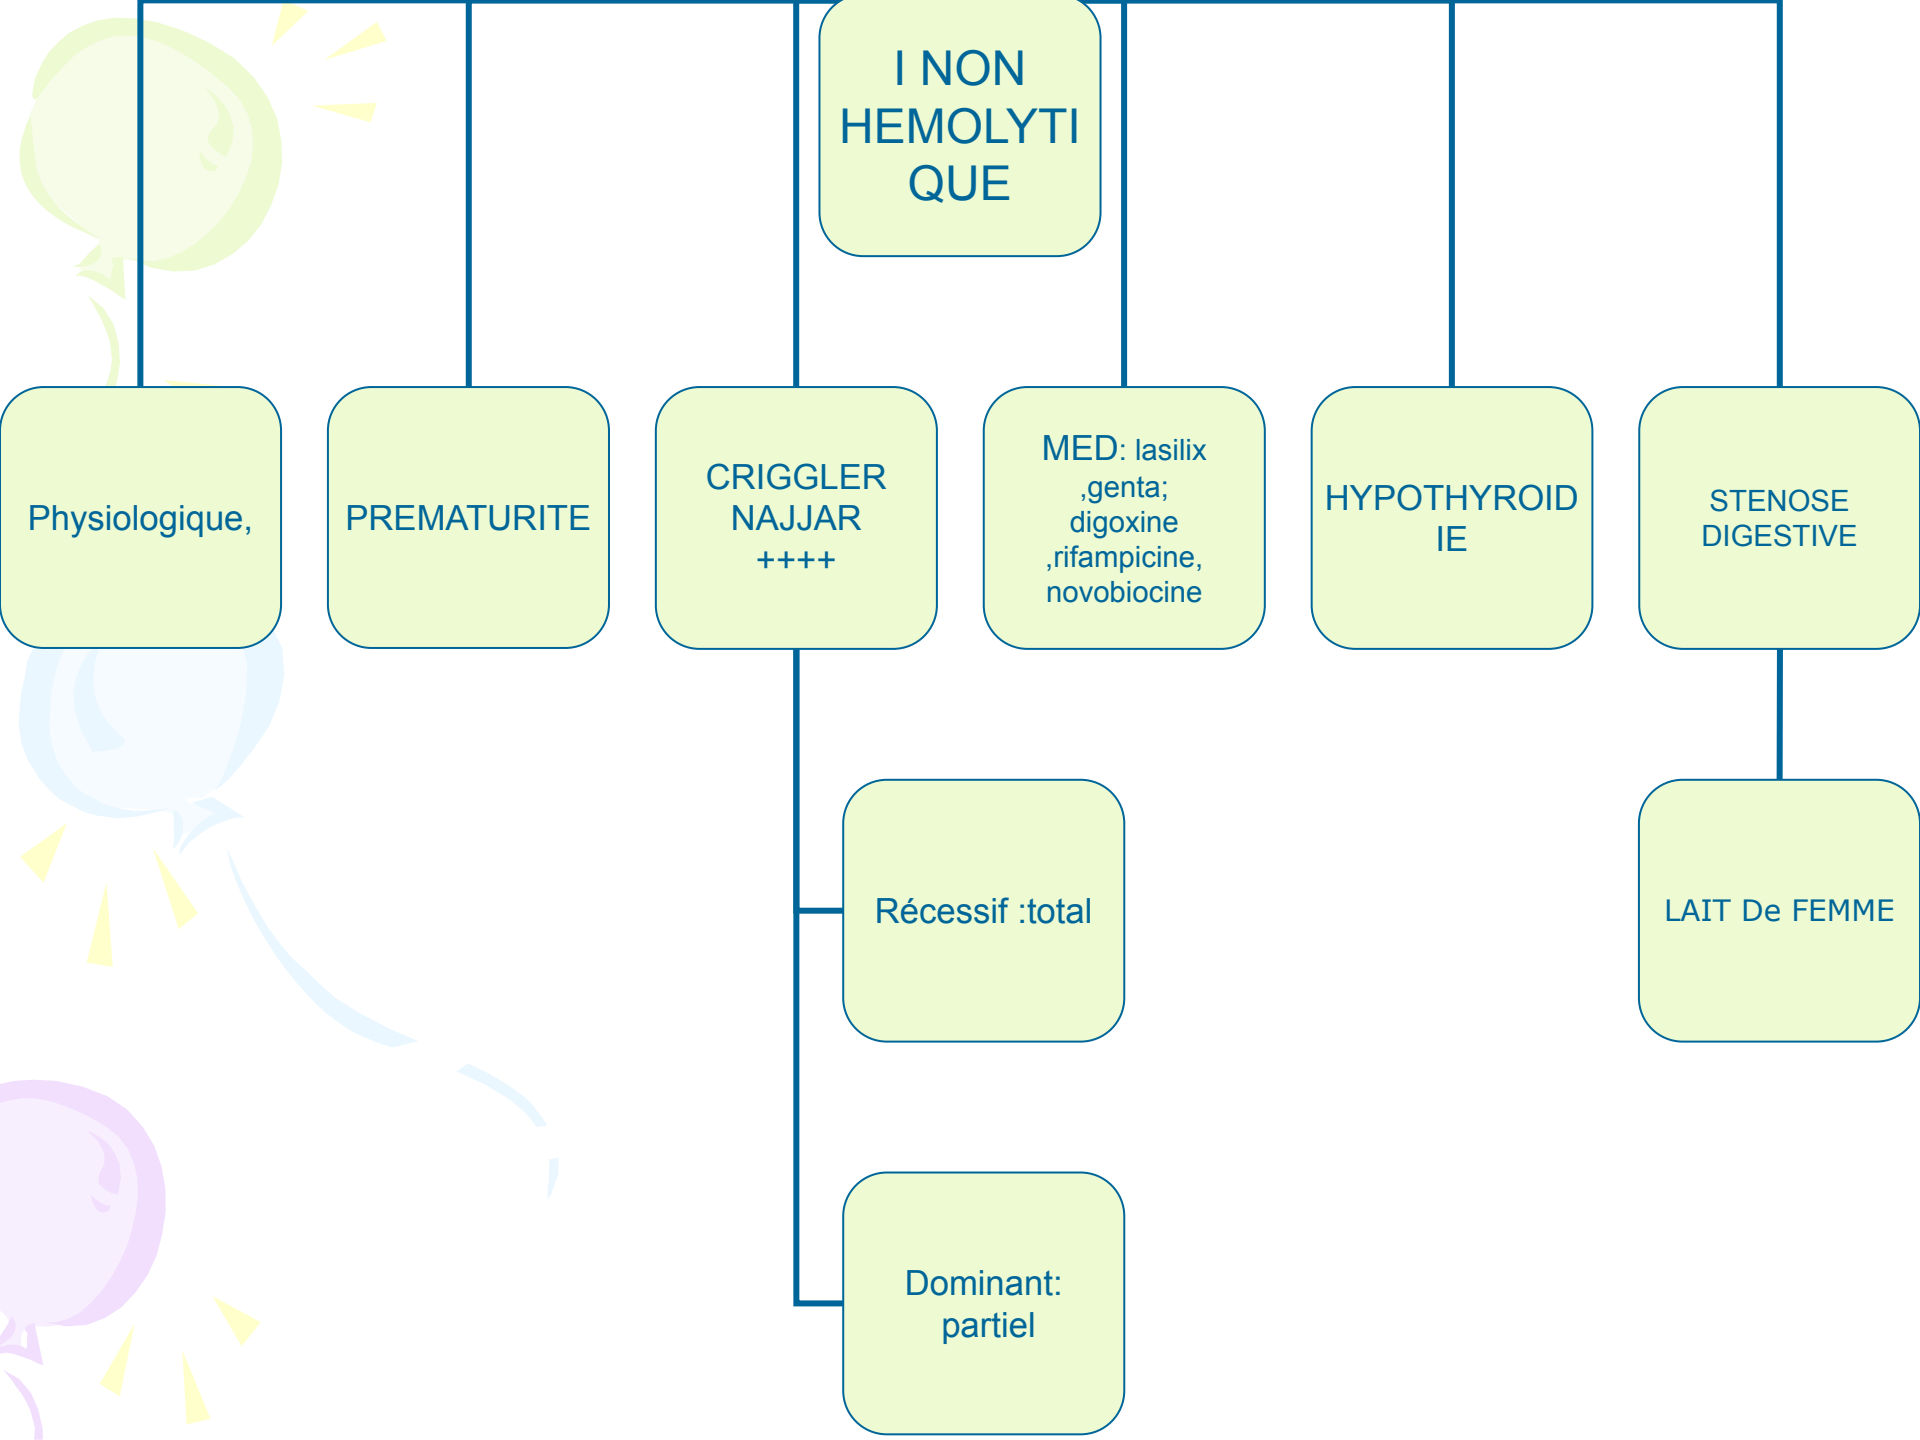 I NON
HEMOLYTI
QUE
Physiologique,
PREMATURITE
CRIGGLER
NAJJAR
++++
MED: lasilix
,genta;
digoxine
,rifampicine,
novobiocine
HYPOTHYROID
IE
STENOSE
DIGESTIVE
Récessif :total
LAIT De FEMME
Dominant:
partiel